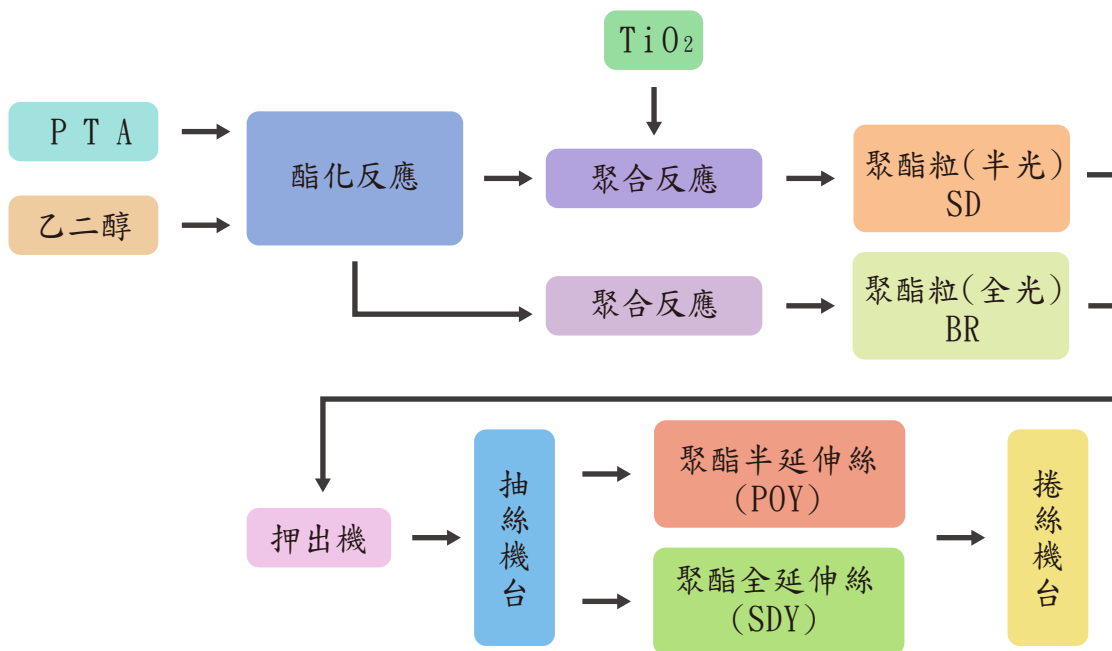 TiO₂
PTA
乙二醇
酯化反應
聚合反應
聚酯粒(半光)
SD
聚合反應
聚酯粒(全光)
BR
押出機
抽絲機台
聚酯半延伸絲
(POY)
聚酯全延伸絲
(SDY)
捲絲機台